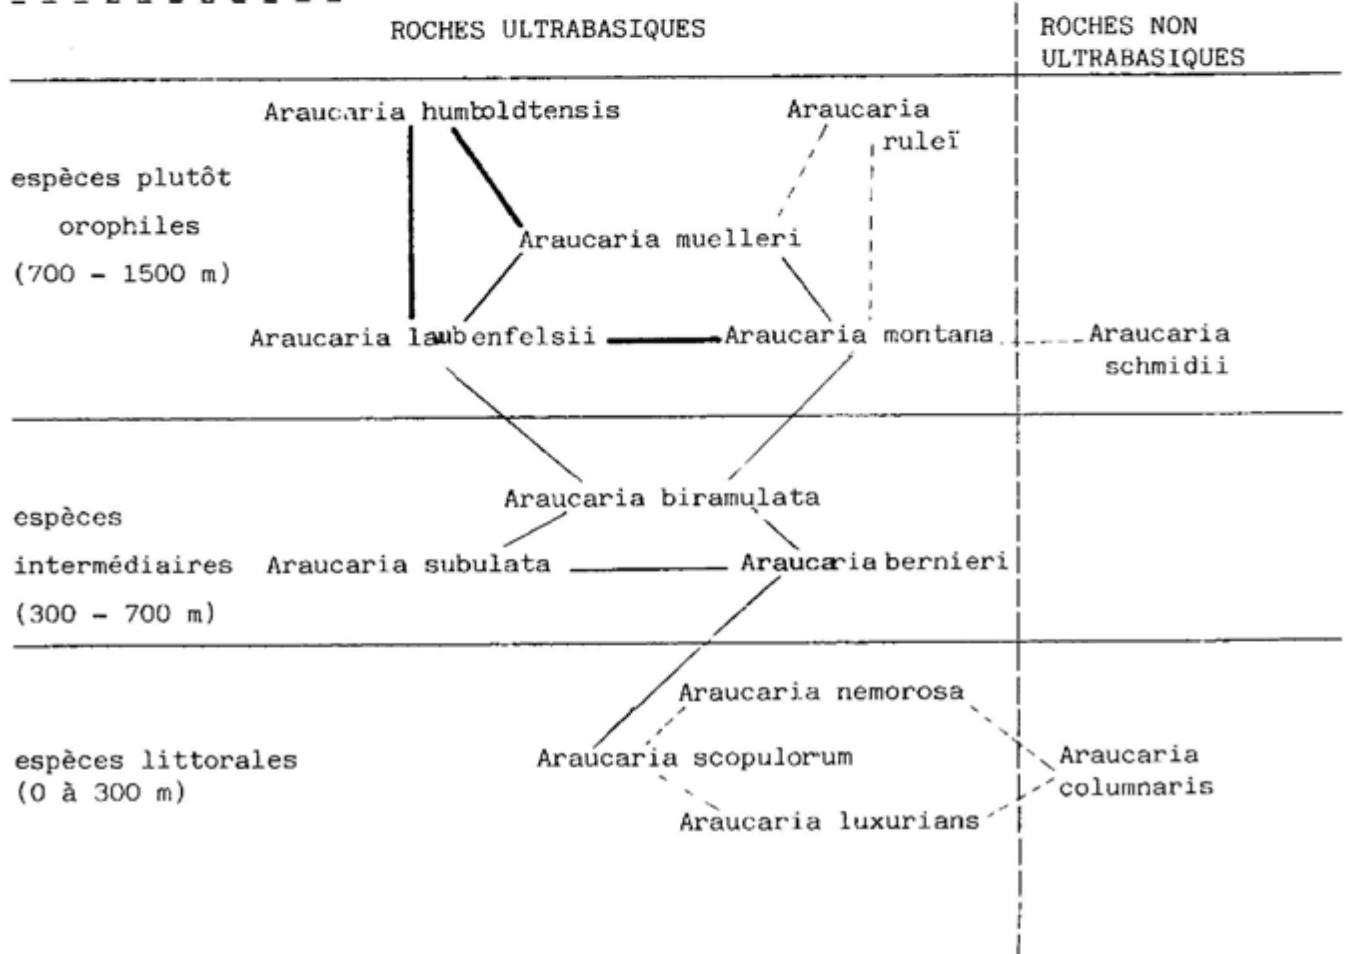 ROCHES ULTRABASIQUES
ROCHES NON
ULTRABASIQUES
Araucaria humboldtensis
Araucaria
ruleï
espèces plutôt
orophiles
(700 - 1500 m)
Araucaria muelleri
Araucaria laubenfelsii
Araucaria montana
Araucaria
schmidii
Araucaria biramulata
espèces
intermédiaires
(300 - 700 m)
Araucaria subulata
Araucaria bernieri
Araucaria nemorosa
espèces littorales
(0 à 300 m)
Araucaria scopulorum
Araucaria
columnaris
Araucaria luxurians